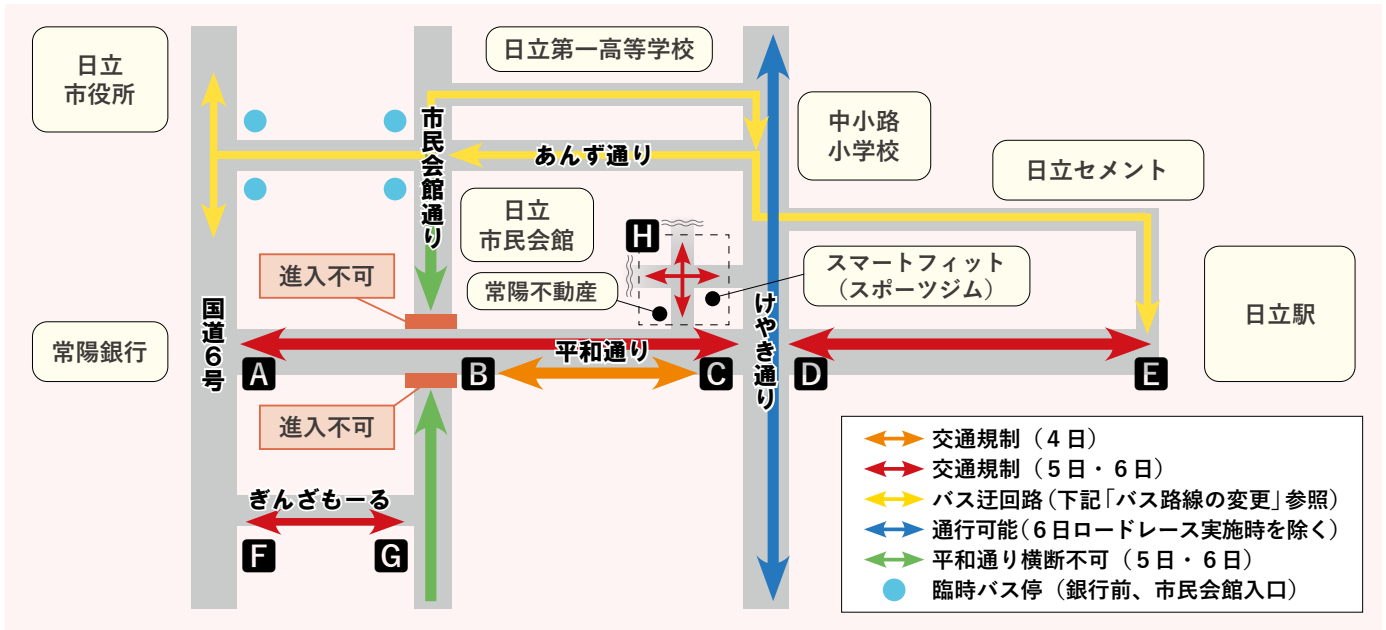 日立
市役所
日立第一高等学校
市民会館通り
中小路
小学校
あんず通り
日立セメント
日立
市民会館
H
スマートフィット
（スポーツジム）
常陽不動産
進入不可
国道6号
常陽銀行
日立駅
けやき通り
平和通り
A
B
C
D
E
進入不可
ぎんざもーる
F
G
交通規制（４日）
交通規制（５日・６日）
バス迂回路（下記「バス路線の変更」参照）
通行可能（６日ロードレース実施時を除く）
平和通り横断不可（５日・６日）
臨時バス停（銀行前、市民会館入口）